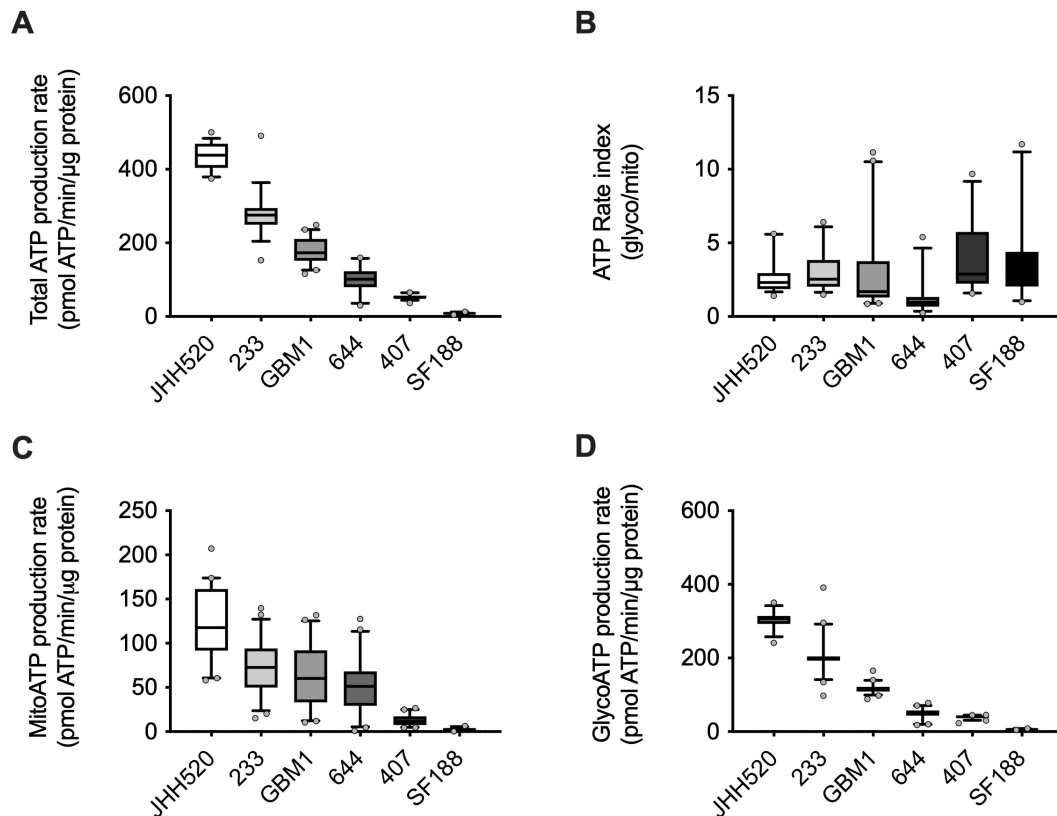 A
Total ATP production rate
(pmol ATP/min/µg protein)
600
400
200
0
JHH520
233
GBM1
644
407
SF188
B
ATP Rate index
(glyco/mito)
15
10
5
0
JHH520
233
GBM1
644
407
SF188
C
MitoATP production rate
(pmol ATP/min/µg protein)
250
200
150
100
50
0
JHH520
233
GBM1
644
407
SF188
D
GlycoATP production rate
(pmol ATP/min/µg protein)
600
400
200
0
JHH520
233
GBM1
644
407
SF188